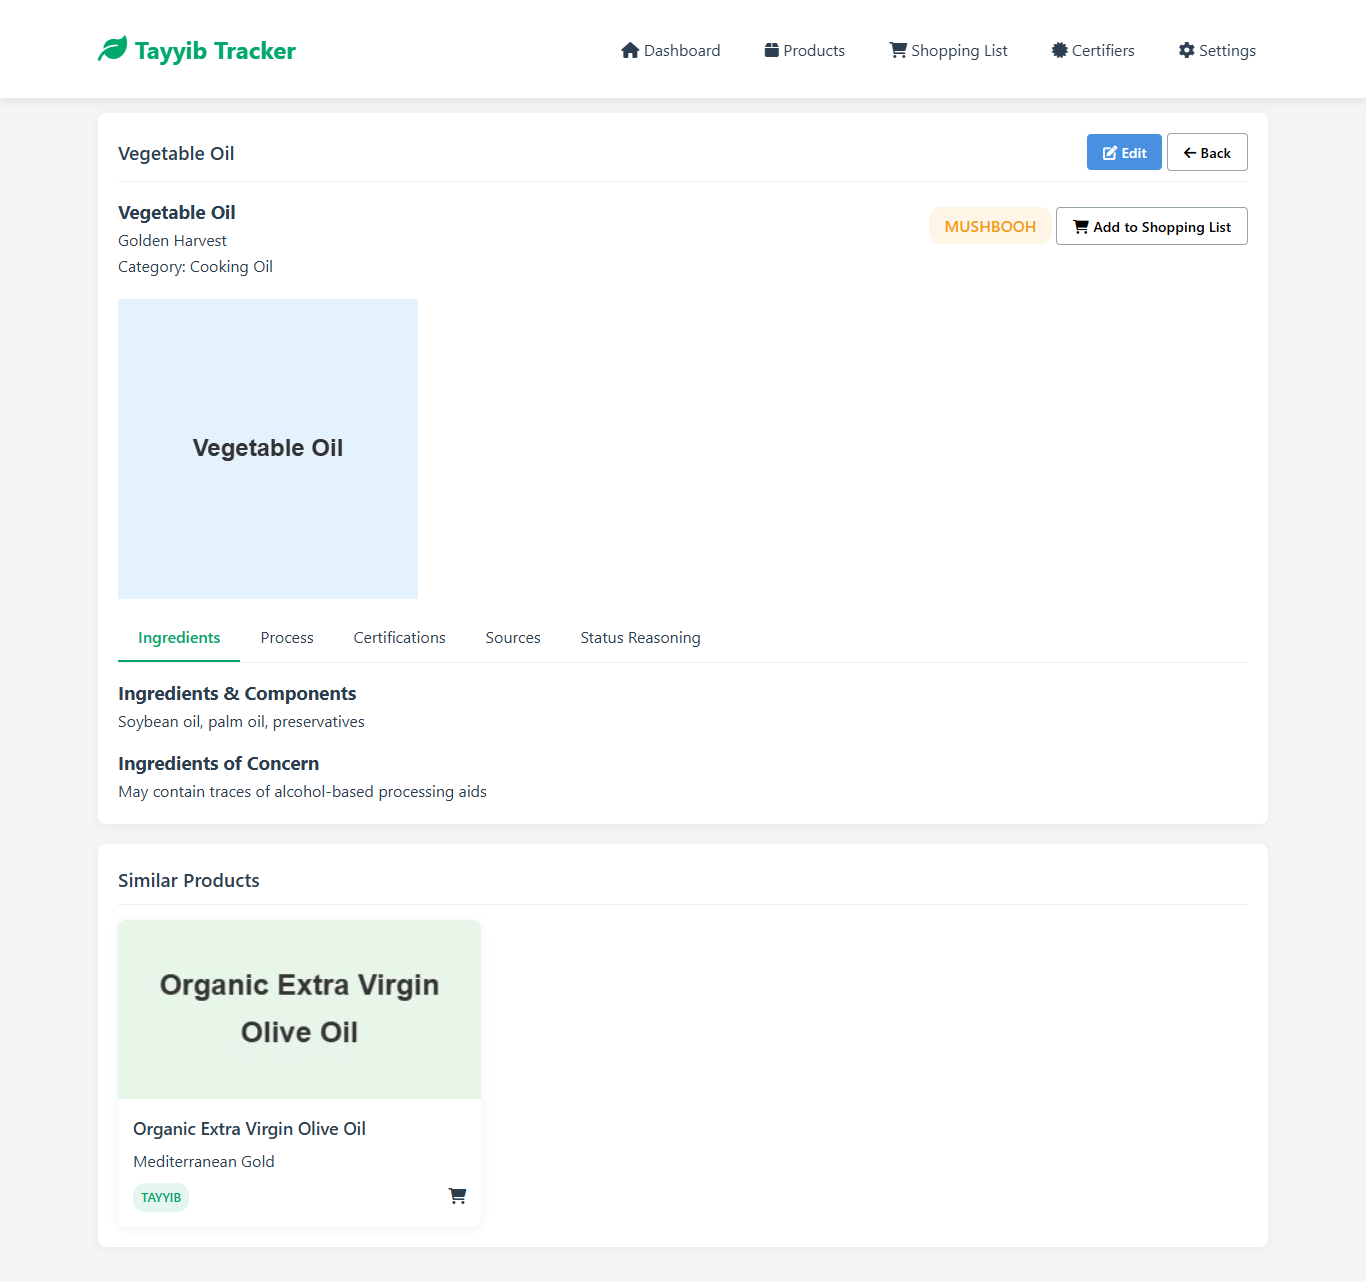 Tayyib Tracker
Dashboard
Products
Shopping List
Certifiers
Settings
Vegetable Oil
Edit
Back
Vegetable Oil
Golden Harvest
Category: Cooking Oil
MUSHBOOH
Add to Shopping List
Vegetable Oil
Ingredients
Process
Certifications
Sources
Status Reasoning
Ingredients & Components
Soybean oil, palm oil, preservatives
Ingredients of Concern
May contain traces of alcohol-based processing aids
Similar Products
Organic Extra Virgin
Olive Oil
Organic Extra Virgin Olive Oil
Mediterranean Gold
TAYYIB